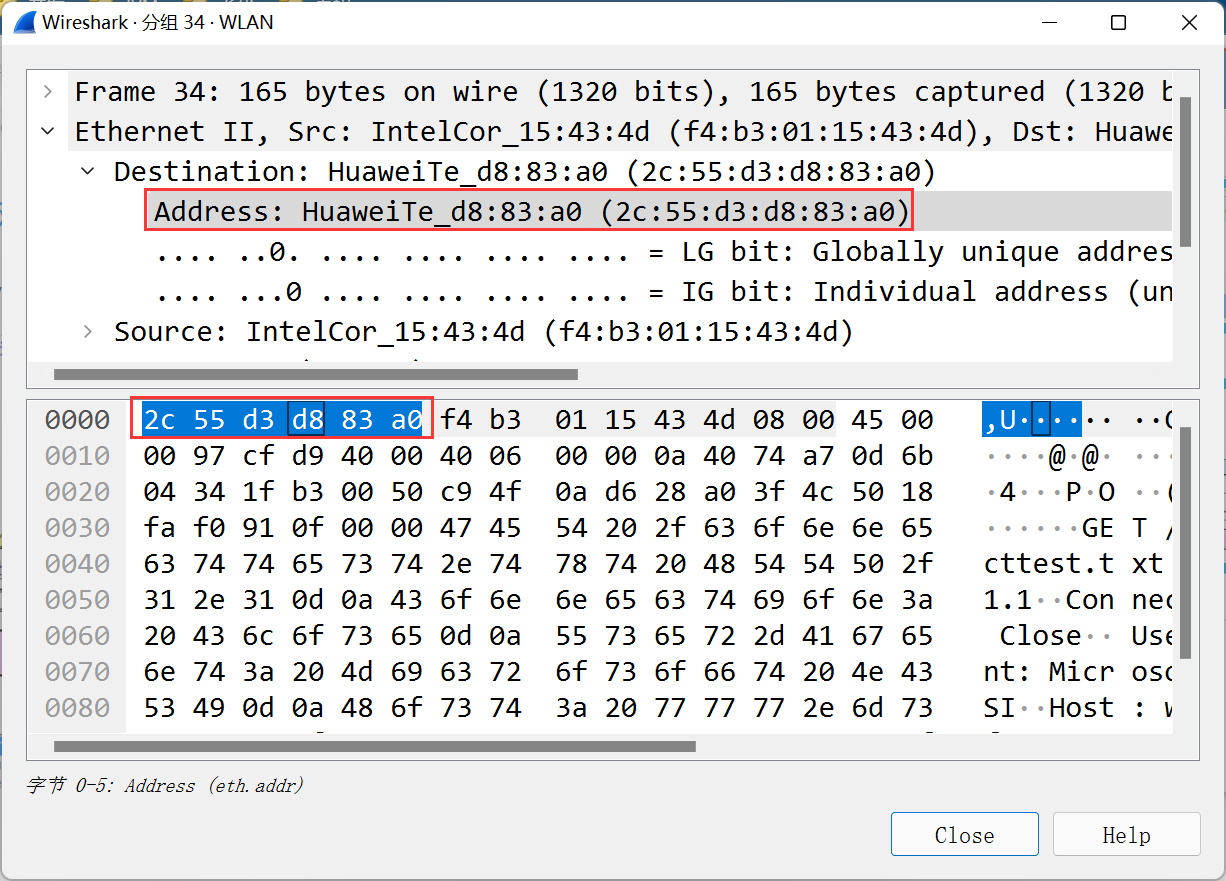 Wireshark · 分组 34 · WLAN
Frame 34: 165 bytes on wire (1320 bits), 165 bytes captured (1320 b
Ethernet II, Src: IntelCor_15:43:4d (f4:b3:01:15:43:4d), Dst: Huawe
Destination: HuaweiTe_d8:83:a0 (2c:55:d3:d8:83:a0)
Address: HuaweiTe_d8:83:a0 (2c:55:d3:d8:83:a0)
.... ..0. .... .... .... .... = LG bit: Globally unique addres
.... ...0 .... .... .... .... = IG bit: Individual address (un
Source: IntelCor_15:43:4d (f4:b3:01:15:43:4d)
0000 2c 55 d3 d8 83 a0 f4 b3 01 15 43 4d 08 00 45 00 ,U······ ··
0010 00 97 cf d9 40 00 40 06 00 00 0a 40 74 a7 0d 6b ····@·@· ···
0020 04 34 1f b3 00 50 c9 4f 0a d6 28 a0 3f 4c 50 18 ·4···P·O ··(
0030 fa f0 91 0f 00 00 47 45 54 20 2f 63 6f 6e 6e 65 ······GE T /
0040 63 74 74 65 73 74 2e 74 78 74 20 48 54 54 50 2f cttest.t xt
0050 31 2e 31 0d 0a 43 6f 6e 6e 65 63 74 69 6f 6e 3a 1.1··Con nec
0060 20 43 6c 6f 73 65 0d 0a 55 73 65 72 2d 41 67 65 Close·· Use
0070 6e 74 3a 20 4d 69 63 72 6f 73 6f 66 74 20 4e 43 nt: Micr oso
0080 53 49 0d 0a 48 6f 73 74 3a 20 77 77 77 2e 6d 73 SI··Host : w
字节 0-5: Address (eth.addr)
Close
Help